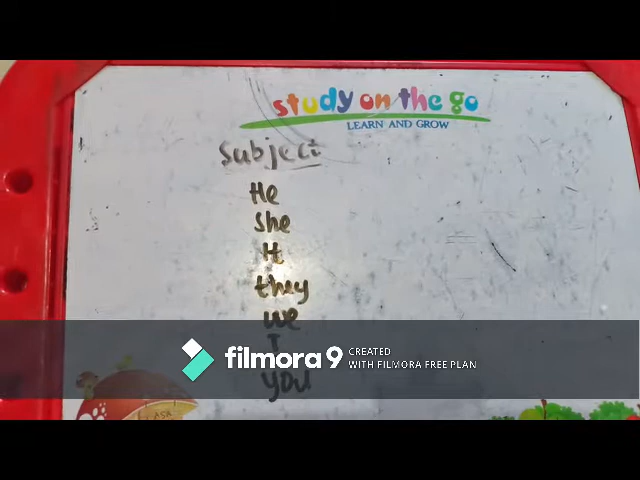 study on the go
LEARN AND GROW
Subject
He
She
It
they
we
I
you
filmora 9 CREATED
WITH FILMORA FREE PLAN